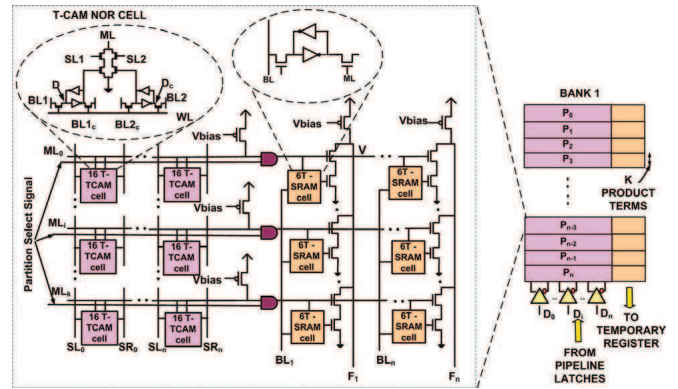 T-CAM NOR CELL
ML
SL1
SL2
D
Dc
BL1
BL2
BL1c
BL2c
WL
BL
ML
Vbias
Vbias
Vbias
ML0
V
16 T-
TCAM
cell
16 T-
TCAM
cell
6T -
SRAM
cell
6T -
SRAM
cell
Vbias
MLi
16 T-
TCAM
cell
16 T-
TCAM
cell
6T -
SRAM
cell
6T -
SRAM
cell
Vbias
MLk
16 T-
TCAM
cell
16 T-
TCAM
cell
6T -
SRAM
cell
6T -
SRAM
cell
SL0
SR0
SLn
SRn
BL1
BLn
F1
Fn
Partition Select Signal
BANK 1
P0
P1
P2
P3
K
PRODUCT
TERMS
Pn-3
Pn-2
Pn-1
Pn
D0
Di
Dn
TO
TEMPORARY
REGISTER
FROM
PIPELINE
LATCHES